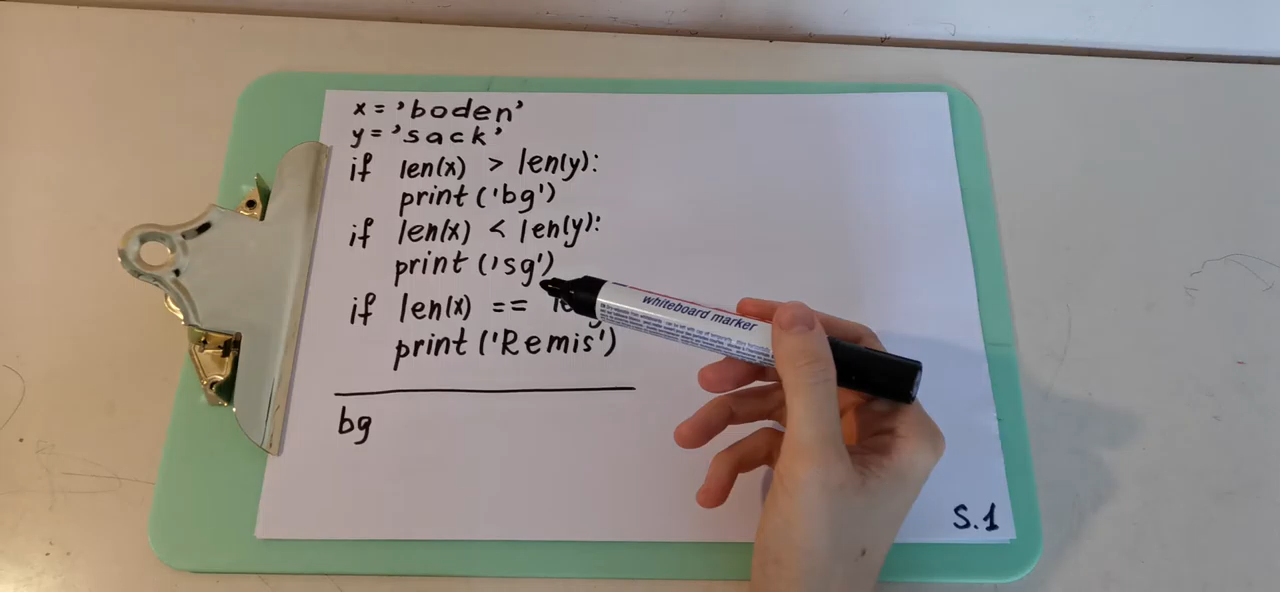 x = 'boden'
y = 'sack'
if len(x) > len(y):
print ('bg')
if len(x) < len(y):
print ('sg')
if len(x) ==
print ('Remis')
bg
S.1
whiteboard marker